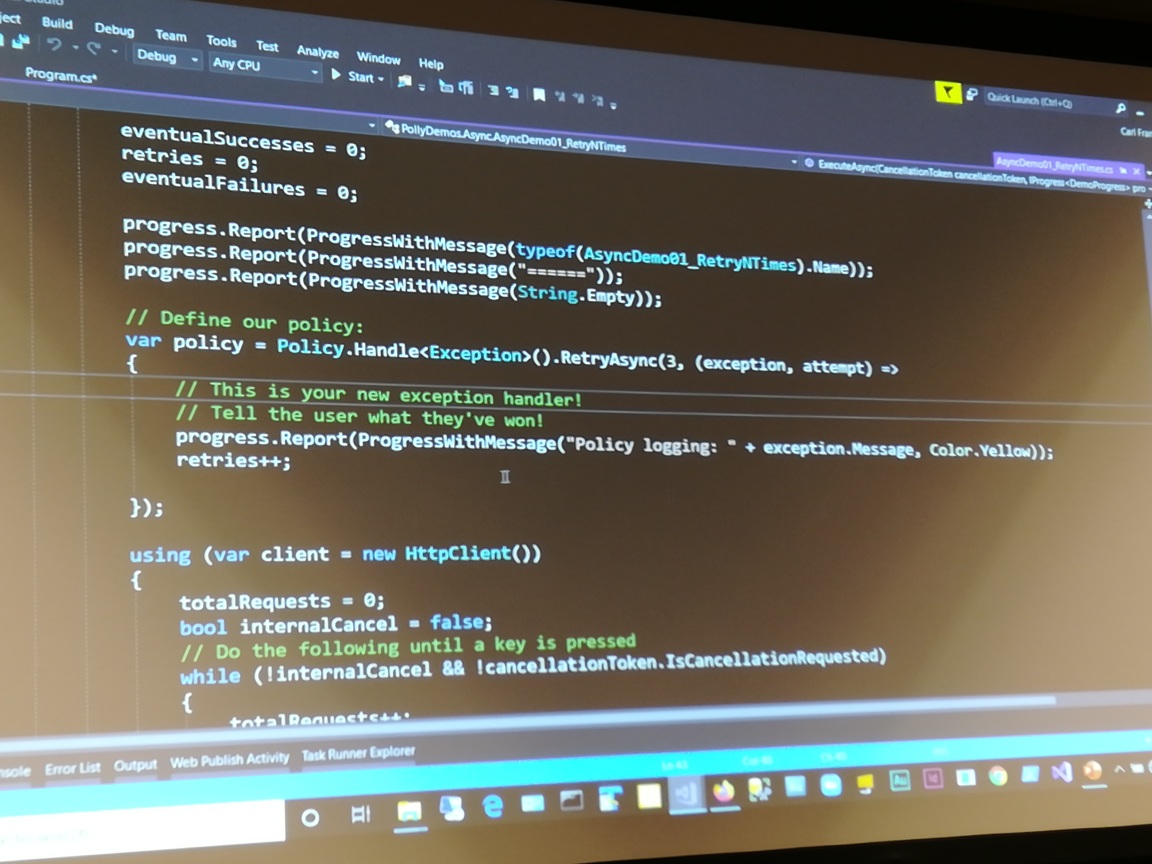 Build Debug Team Tools Test Analyze Window Help
Debug Any CPU Start Quick Launch (Ctrl+Q)
Program.cs* Carl
AsyncDemo01_RetryNTimes.cs
PollyDemos.Async.AsyncDemo01_RetryNTimes ExecuteAsync(CancellationToken cancellationToken, IProgress<DemoProgress> pro
eventualSuccesses = 0;
retries = 0;
eventualFailures = 0;
progress.Report(ProgressWithMessage(typeof(AsyncDemo01_RetryNTimes).Name));
progress.Report(ProgressWithMessage("======"));
progress.Report(ProgressWithMessage(String.Empty));
// Define our policy:
var policy = Policy.Handle<Exception>().RetryAsync(3, (exception, attempt) =>
{
// This is your new exception handler!
// Tell the user what they've won!
progress.Report(ProgressWithMessage("Policy logging: " + exception.Message, Color.Yellow));
retries++;
});
using (var client = new HttpClient())
{
totalRequests = 0;
bool internalCancel = false;
// Do the following until a key is pressed
while (!internalCancel && !cancellationToken.IsCancellationRequested)
{
totalRequests++;
Error List Output Web Publish Activity Task Runner Explorer